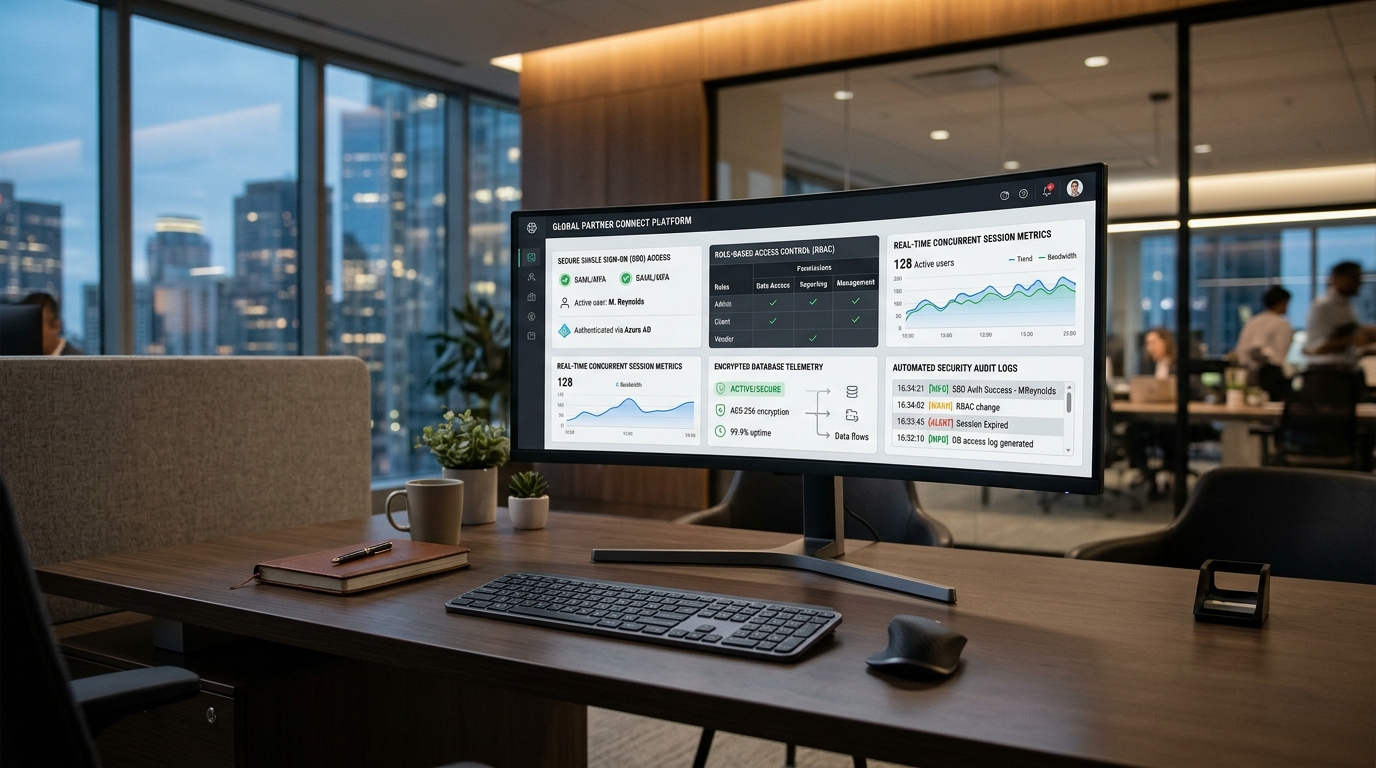 GLOBAL PARTNER CONNECT PLATFORM
SECURE SINGLE SIGN-ON (SSO) ACCESS
SAML/MFA
SAML/MFA
Active user: M. Reynolds
Authenticated via Azurs AD
ROLE-BASED ACCESS CONTROL (RBAC)
Permissions
Roles
Data Access
Reporting
Management
Admin
Client
Vendor
REAL-TIME CONCURRENT SESSION METRICS
128 Active users
Trend
Bandwidth
REAL-TIME CONCURRENT SESSION METRICS
128
Bandwidth
ENCRYPTED DATABASE TELEMETRY
ACTIVE/SECURE
AES-256 encryption
99.9% uptime
Data flows
AUTOMATED SECURITY AUDIT LOGS
16.34:21 [INFO] SSO Auth Success - MReynolds
16.34:02 RBAC change
16.33.45 Session Expired
16.32:10 DB access log generated